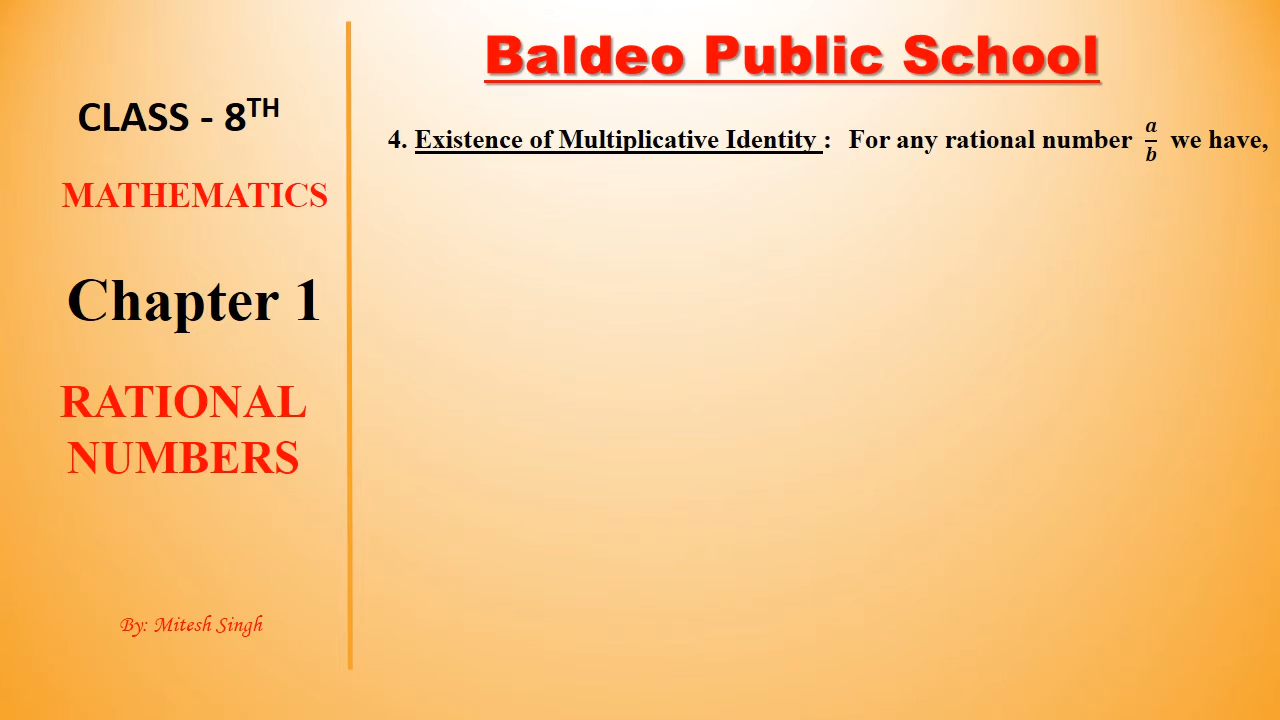 Baldeo Public School
CLASS - 8TH
MATHEMATICS
Chapter 1
RATIONAL
NUMBERS
By: Mitesh Singh
4. Existence of Multiplicative Identity : For any rational number a/b we have,